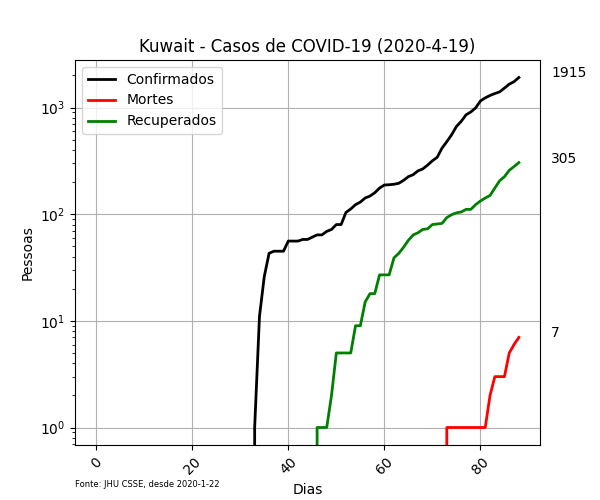 Kuwait - Casos de COVID-19 (2020-4-19)
Confirmados
Mortes
Recuperados
1915
305
7
Pessoas
10³
10²
10¹
10⁰
0 20 40 60 80
Dias
Fonte: JHU CSSE, desde 2020-1-22